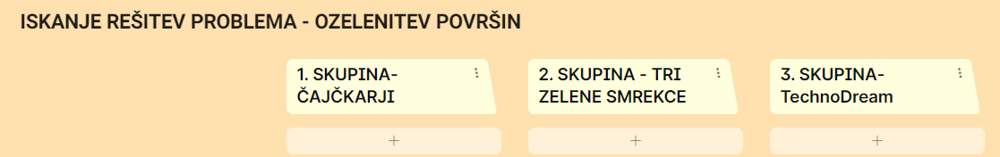 ISKANJE REŠITEV PROBLEMA - OZELENITEV POVRŠIN
1. SKUPINA-
ČAJČKARJI
2. SKUPINA - TRI
ZELENE SMREKCE
3. SKUPINA-
TechnoDream